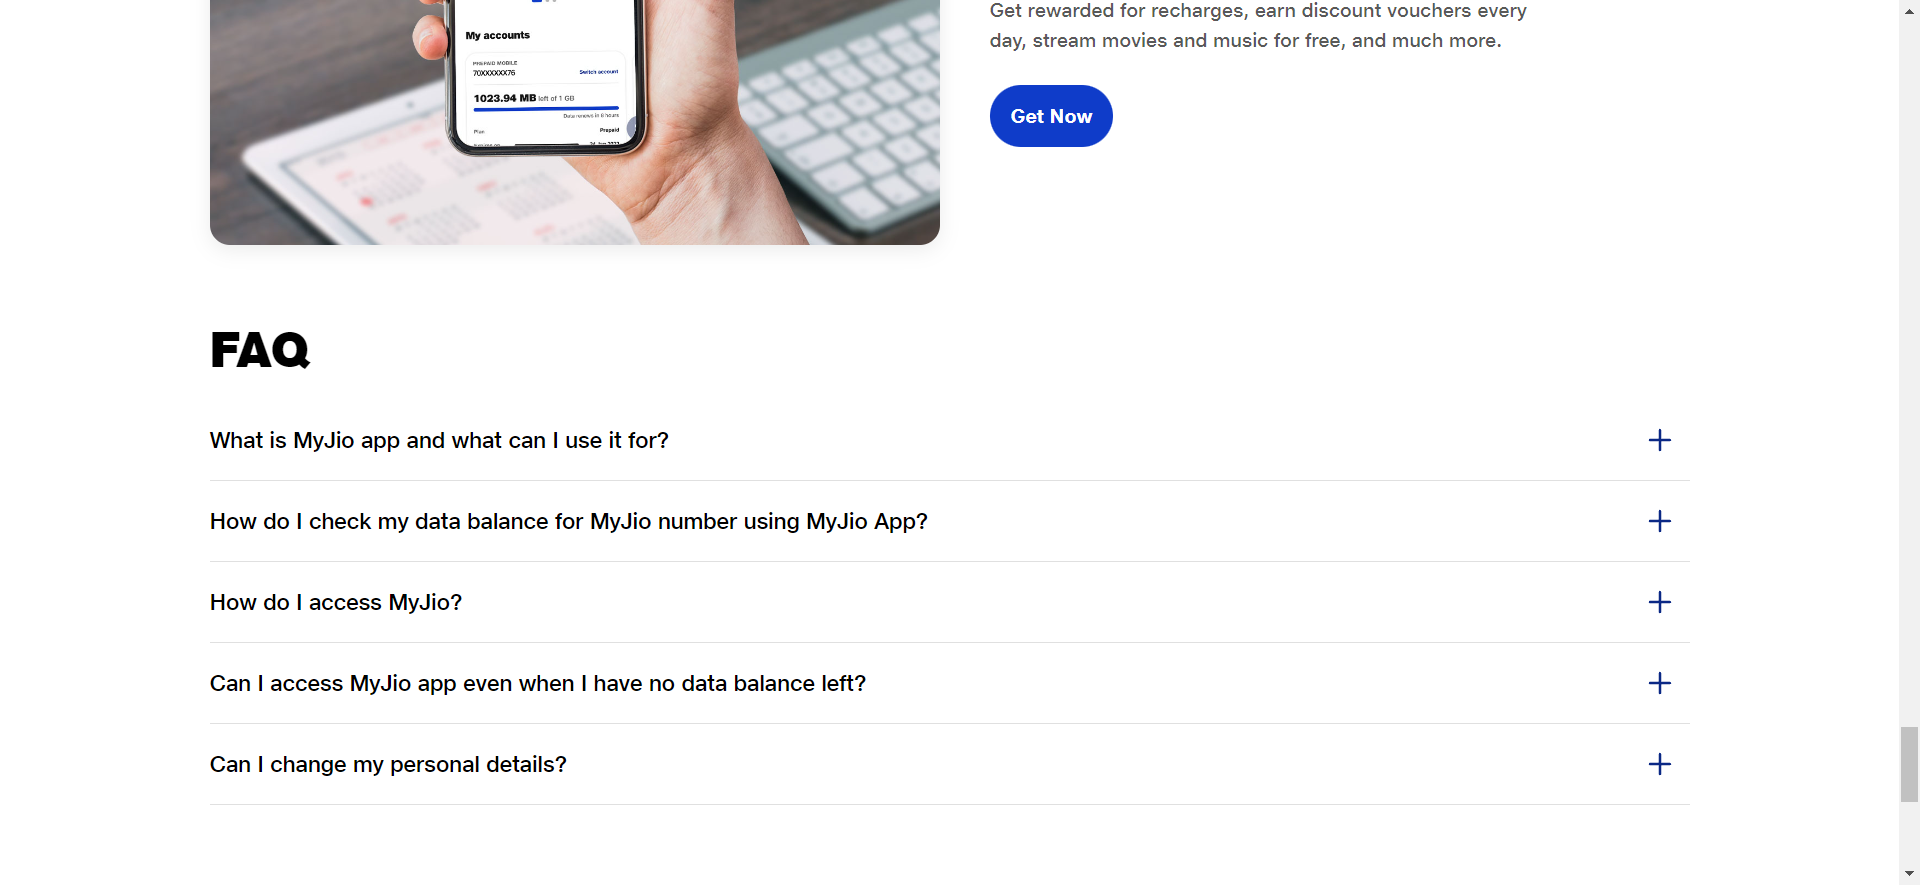 Get rewarded for recharges, earn discount vouchers every
day, stream movies and music for free, and much more.
Get Now
My accounts
PREPAID MOBILE
70XXXXXX76
Switch account
1023.94 MB left of 1 GB
Data renews in 8 hours
Plan
Prepaid
FAQ
What is MyJio app and what can I use it for?
How do I check my data balance for MyJio number using MyJio App?
How do I access MyJio?
Can I access MyJio app even when I have no data balance left?
Can I change my personal details?